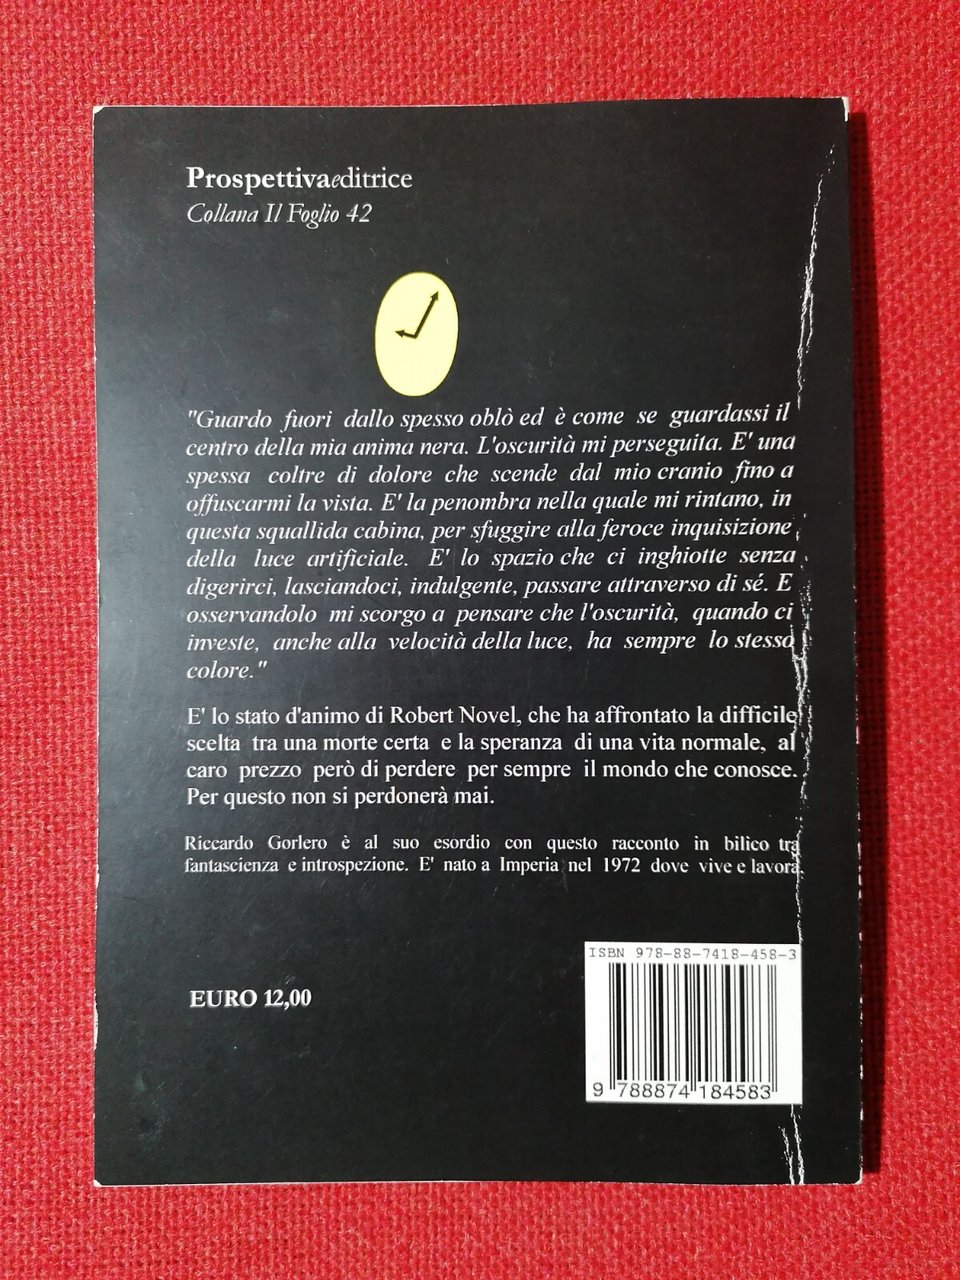 Prospettivaeditrice
Collana Il Foglio 42
"Guardo fuori dallo spesso oblò ed è come se guardassi il
centro della mia anima nera. L'oscurità mi perseguita. E' una
spessa coltre di dolore che scende dal mio cranio fino a
offuscarmi la vista. E' la penombra nella quale mi rintano, in
questa squallida cabina, per sfuggire alla feroce inquisizione
della luce artificiale. E' lo spazio che ci inghiotte senza
digerirci, lasciandoci, indulgente, passare attraverso di sé. E
osservandolo mi scorgo a pensare che l'oscurità, quando ci
investe, anche alla velocità della luce, ha sempre lo stesso
colore."
E' lo stato d'animo di Robert Novel, che ha affrontato la difficile
scelta tra una morte certa e la speranza di una vita normale, al
caro prezzo però di perdere per sempre il mondo che conosce.
Per questo non si perdonerà mai.
Riccardo Gorlero è al suo esordio con questo racconto in bilico tra
fantascienza e introspezione. E' nato a Imperia nel 1972 dove vive e lavora.
ISBN 978-88-7418-458-3
EURO 12,00
9 788874 184583